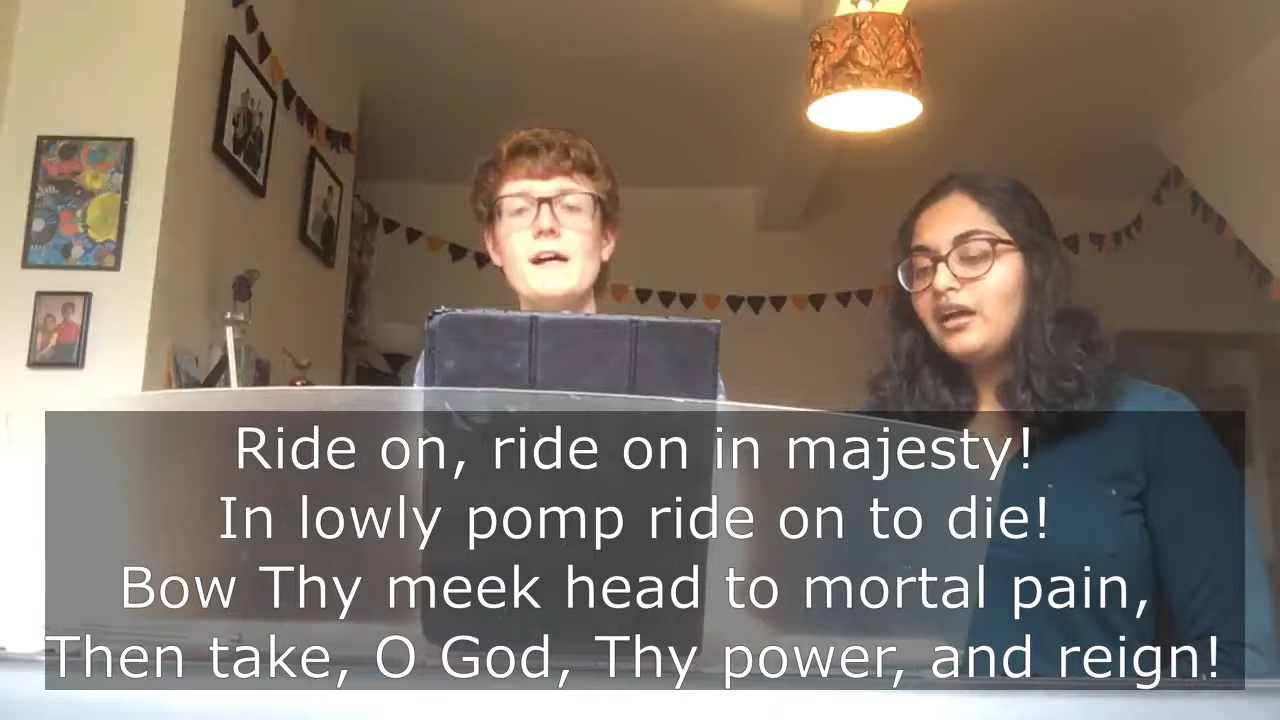 Ride on, ride on in majesty!
In lowly pomp ride on to die!
Bow Thy meek head to mortal pain,
Then take, O God, Thy power, and reign!